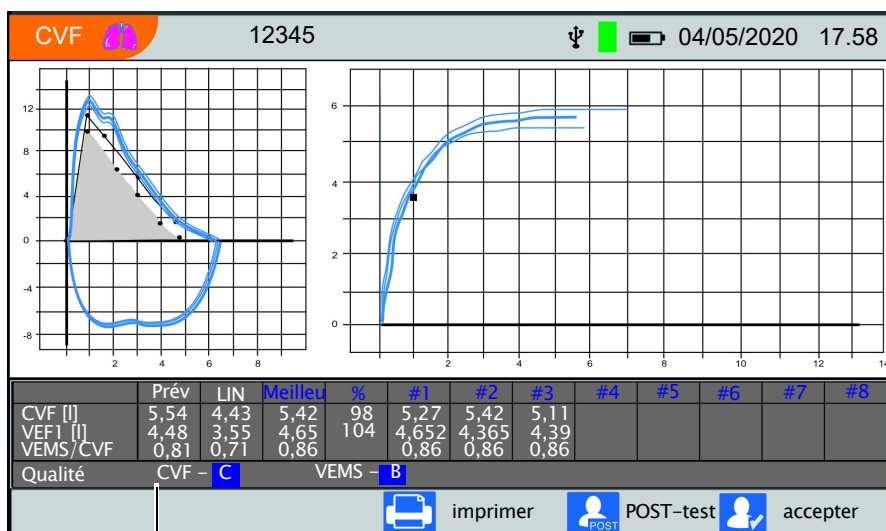 CVF 12345 04/05/2020 17.58
12
8
4
0
-4
-8
2 4 6 8
6
4
2
0
2 4 6 8 10 12 14
Prév LIN Meilleu % #1 #2 #3 #4 #5 #6 #7 #8
CVF [l] 5,54 4,43 5,42 98 5,27 5,42 5,11
VEF1 [l] 4,48 3,55 4,65 104 4,652 4,365 4,39
VEMS/CVF 0,81 0,71 0,86 0,86 0,86 0,86
Qualité CVF – C VEMS – B
imprimer POST POST-test accepter